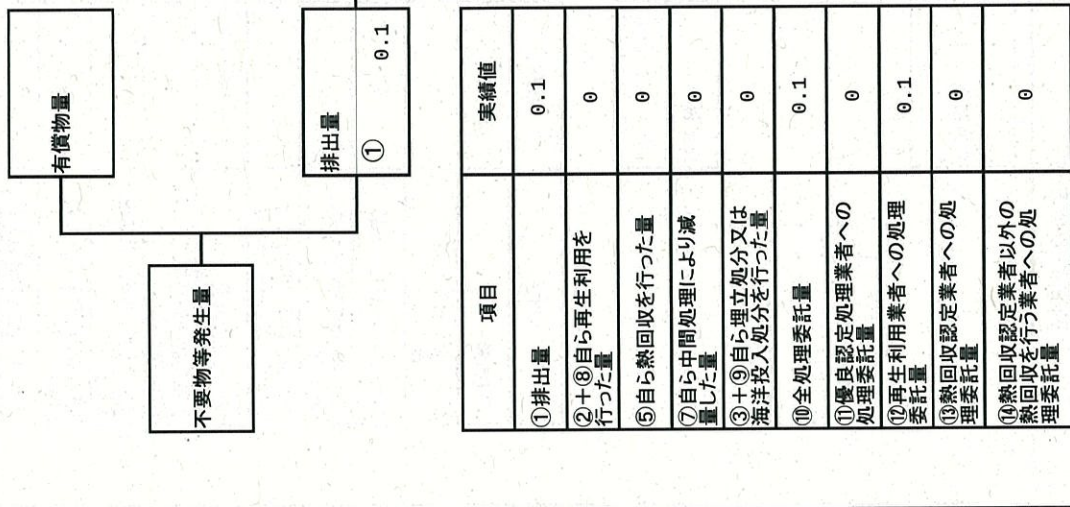 有償物量
不要物等発生量
排出量
① 0.1
項目 実績値
①排出量 0.1
②+⑧自ら再生利用を
行った量 0
⑤自ら熱回収を行った量 0
⑦自ら中間処理により減
量した量 0
③+⑨自ら埋立処分又は
海洋投入処分を行った量 0
⑩全処理委託量 0.1
⑪優良認定処理業者への
処理委託量 0
⑫再生利用業者への処理
委託量 0.1
⑬熱回収認定業者への処
理委託量 0
⑭熱回収認定業者以外の
熱回収を行う業者への処
理委託量 0